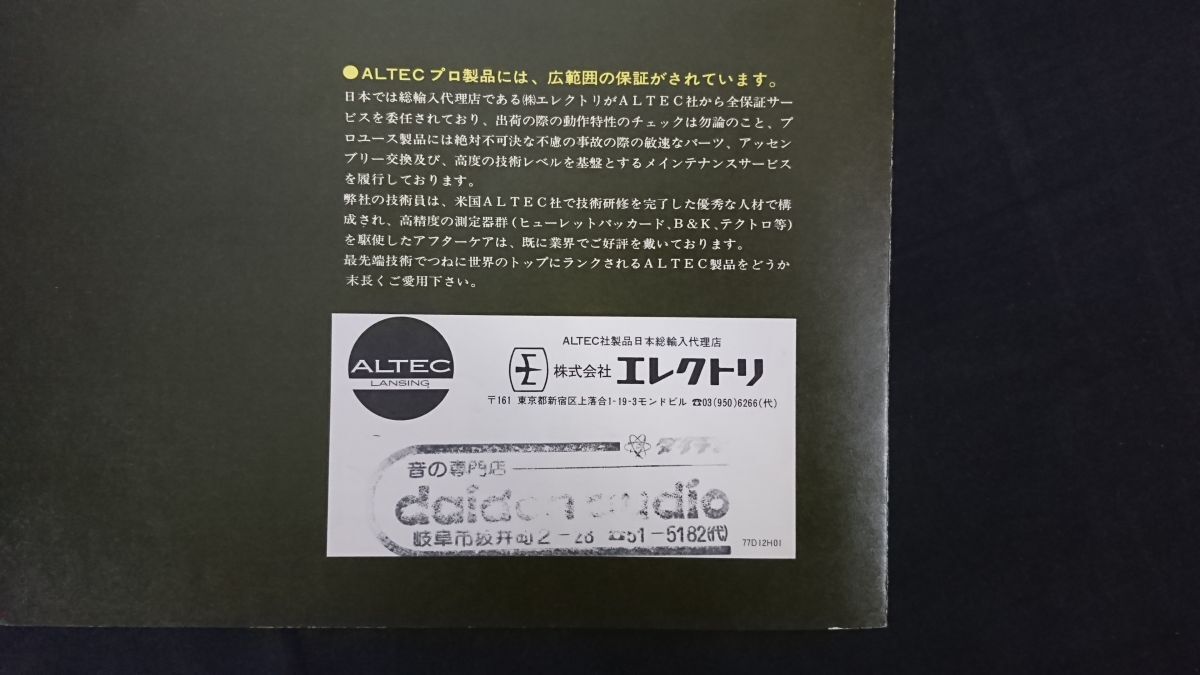 ●ALTECプロ製品には、広範囲の保証がされています。
日本では総輸入代理店である㈱エレクトリがALTEC社から全保証サー
ビスを委任されており、出荷の際の動作特性のチェックは勿論のこと、プ
ロユース製品には絶対不可決な不慮の事故の際の敏速なパーツ、アッセン
ブリー交換及び、高度の技術レベルを基盤とするメインテナンスサービス
を履行しております。
弊社の技術員は、米国ALTEC社で技術研修を完了した優秀な人材で構
成され、高精度の測定器群(ヒューレットパッカード、B&K、テクトロ等)
を駆使したアフターケアは、既に業界でご好評を戴いております。
最先端技術でつねに世界のトップにランクされるALTEC製品をどうか
末長くご愛用下さい。
ALTEC
LANSING
ALTEC社製品日本総輸入代理店
株式会社 エレクトリ
〒161 東京都新宿区上落合1-19-3モンドビル ☎03(950)6266(代)
音の専門店
audio
岐阜市 2-28 ☎51-5182(代)
77D12H01